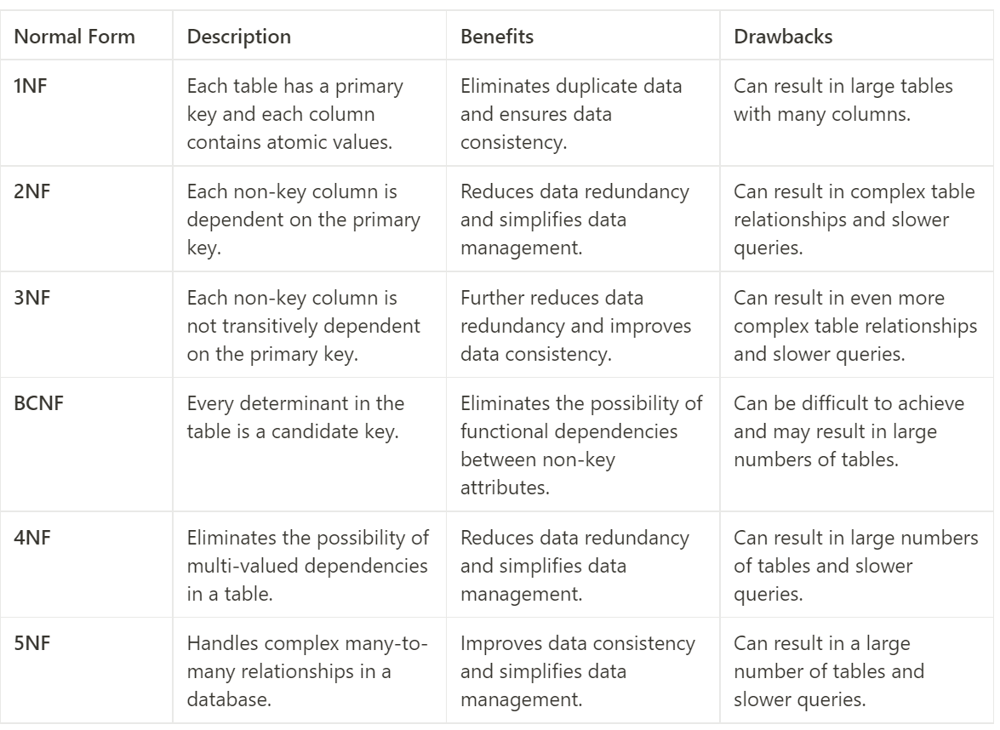 Normal Form Description Benefits Drawbacks
1NF
Each table has a primary
key and each column
contains atomic values.
Eliminates duplicate data
and ensures data
consistency.
Can result in large tables
with many columns.
2NF
Each non-key column is
dependent on the primary
key.
Reduces data redundancy
and simplifies data
management.
Can result in complex table
relationships and slower
queries.
3NF
Each non-key column is
not transitively dependent
on the primary key.
Further reduces data
redundancy and improves
data consistency.
Can result in even more
complex table relationships
and slower queries.
BCNF
Every determinant in the
table is a candidate key.
Eliminates the possibility of
functional dependencies
between non-key
attributes.
Can be difficult to achieve
and may result in large
numbers of tables.
4NF
Eliminates the possibility of
multi-valued dependencies
in a table.
Reduces data redundancy
and simplifies data
management.
Can result in large numbers
of tables and slower
queries.
5NF
Handles complex many-to-
many relationships in a
database.
Improves data consistency
and simplifies data
management.
Can result in a large
number of tables and
slower queries.